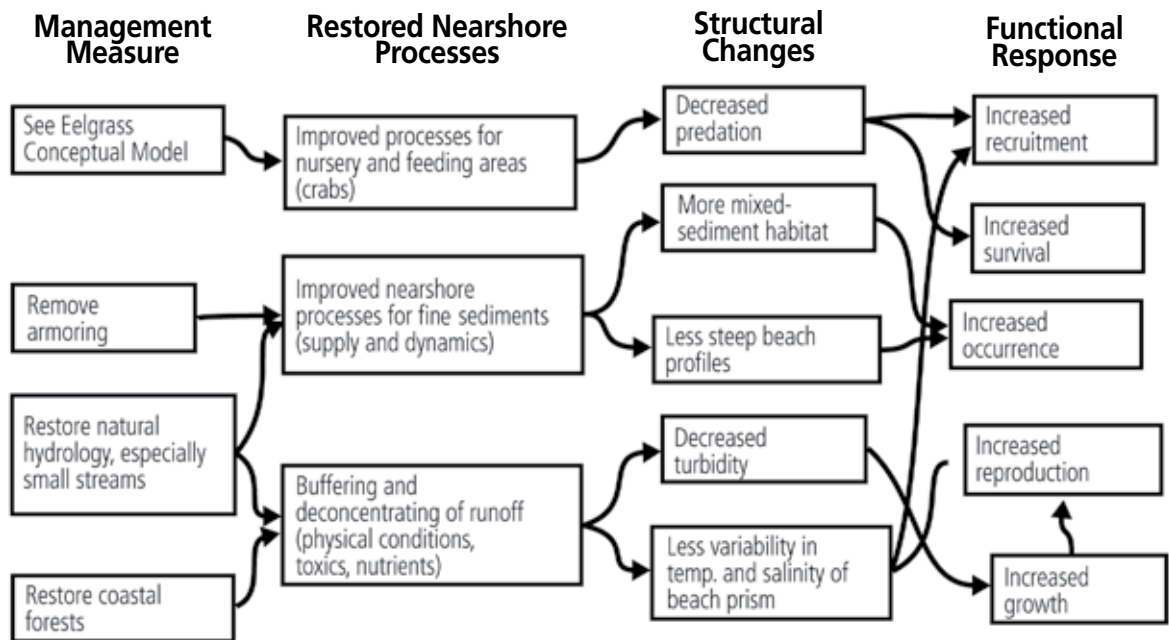 Management
Measure
Restored Nearshore
Processes
Structural
Changes
Functional
Response
See Eelgrass
Conceptual Model
Remove
armoring
Restore natural
hydrology, especially
small streams
Restore coastal
forests
Improved processes for
nursery and feeding areas
(crabs)
Improved nearshore
processes for fine sediments
(supply and dynamics)
Buffering and
deconcentrating of runoff
(physical conditions,
toxics, nutrients)
Decreased
predation
More mixed-
sediment habitat
Less steep beach
profiles
Decreased
turbidity
Less variability in
temp. and salinity of
beach prism
Increased
recruitment
Increased
survival
Increased
occurrence
Increased
reproduction
Increased
growth